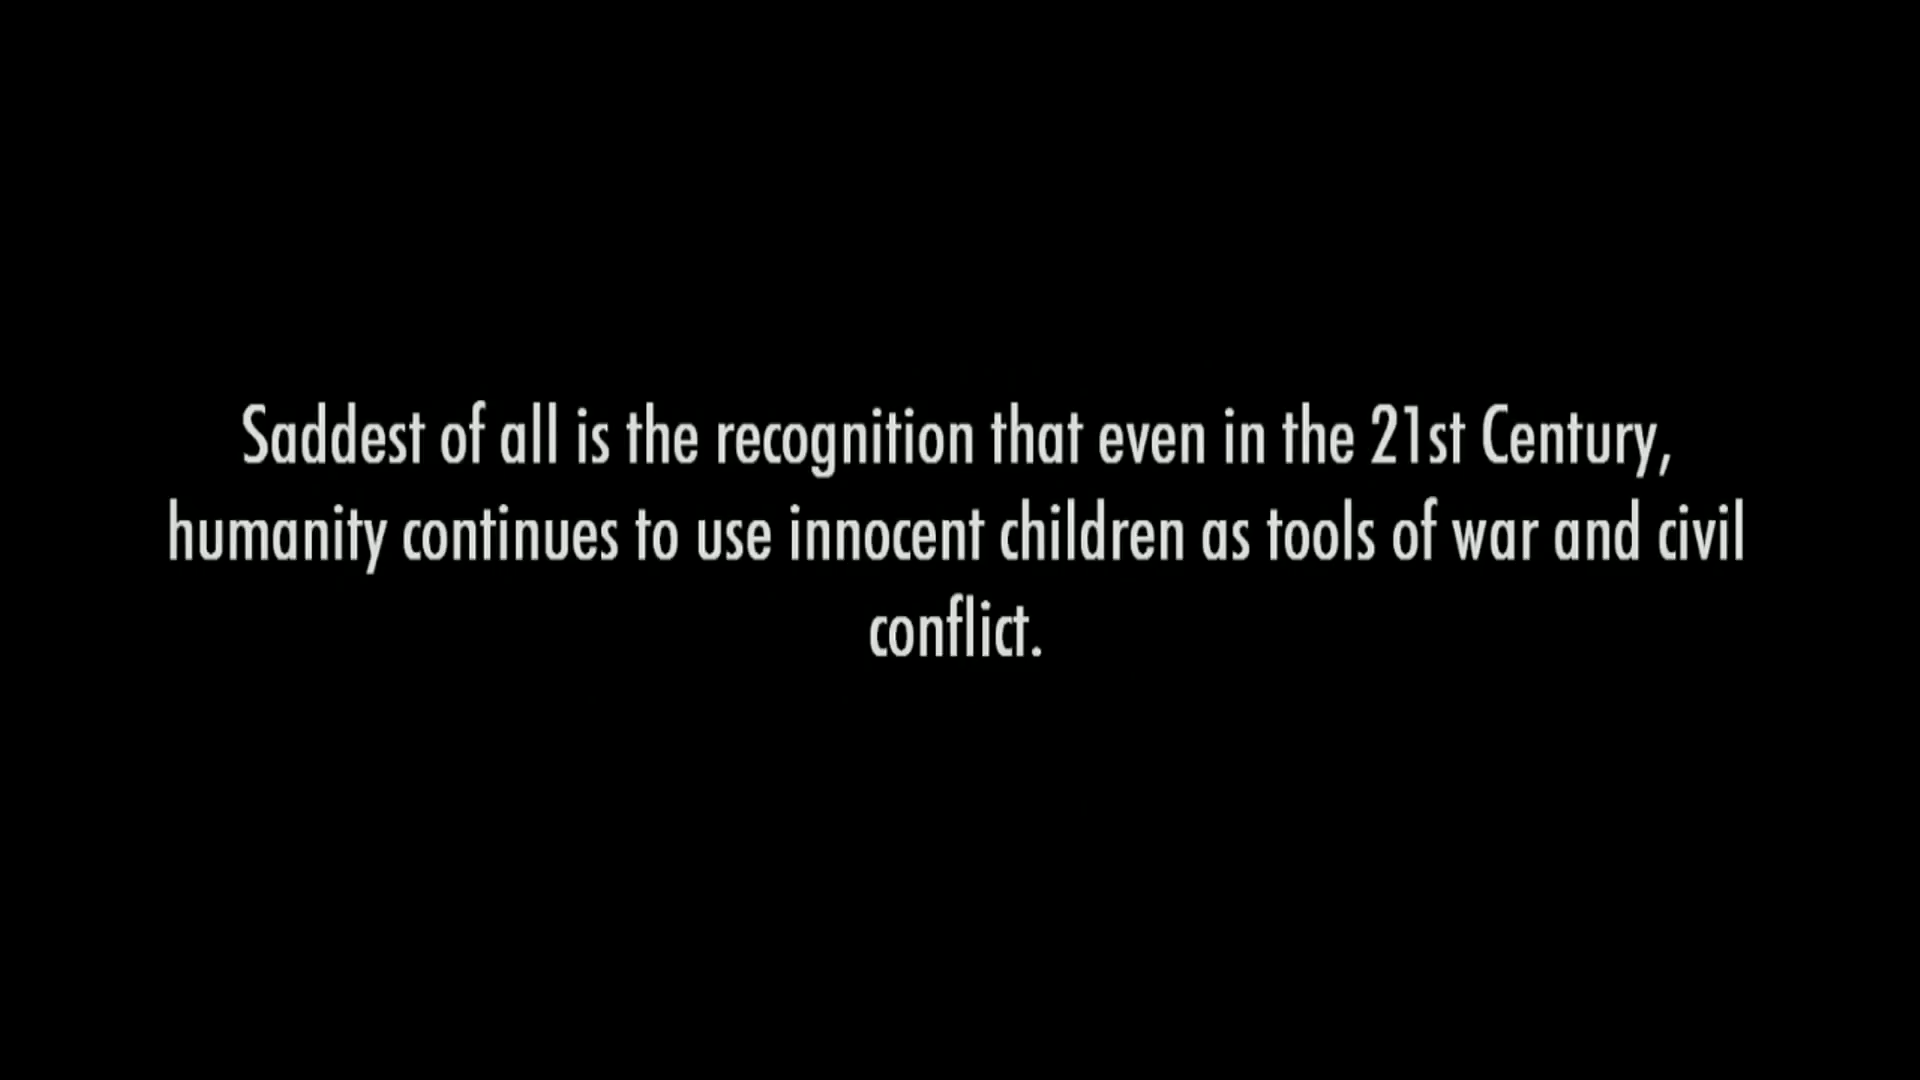 Saddest of all is the recognition that even in the 21st Century,
humanity continues to use innocent children as tools of war and civil
conflict.